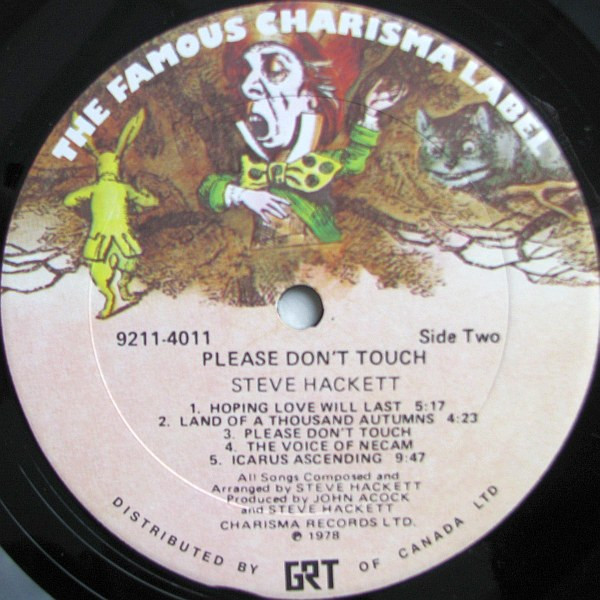 THE FAMOUS CHARISMA LABEL
9211-4011
Side Two
PLEASE DON'T TOUCH
STEVE HACKETT
1. HOPING LOVE WILL LAST 5:17
2. LAND OF A THOUSAND AUTUMNS 4:23
3. PLEASE DON'T TOUCH
4. THE VOICE OF NECAM
5. ICARUS ASCENDING 9:47
All Songs Composed and
Arranged by STEVE HACKETT
Produced by JOHN ACOCK
and STEVE HACKETT
CHARISMA RECORDS LTD.
℗ 1978
DISTRIBUTED BY GRT OF CANADA LTD